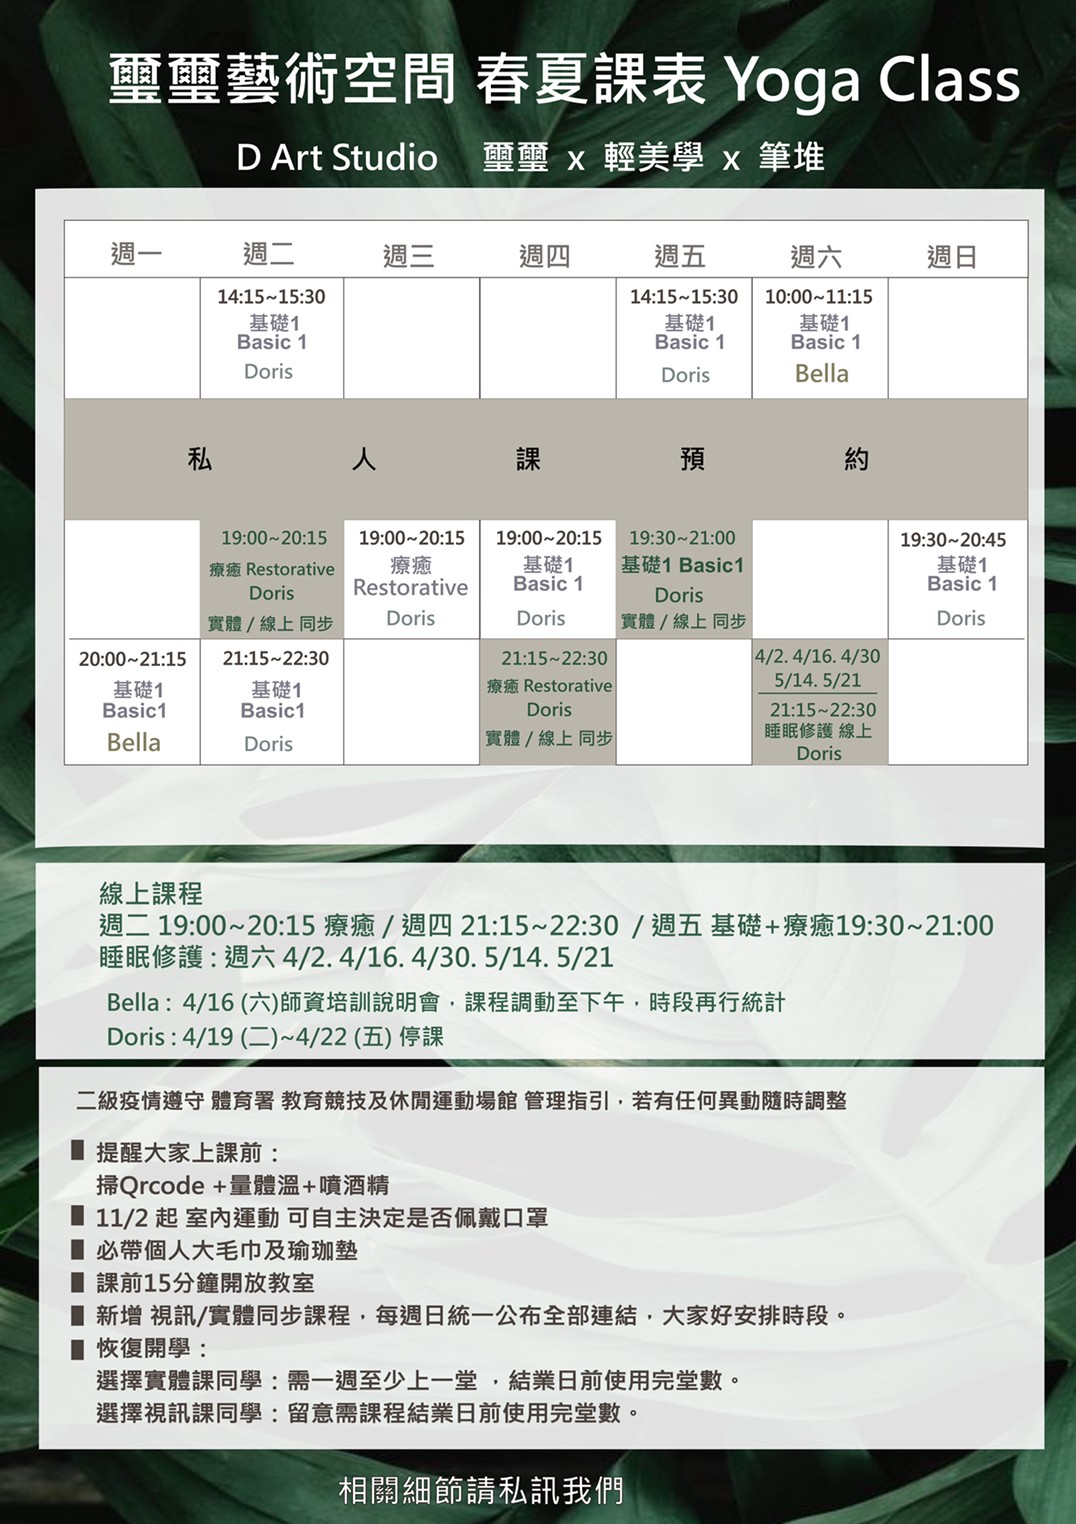 璽璽藝術空間 春夏課表 Yoga Class
D Art Studio 璽璽 x 輕美學 x 筆堆
週一 週二 週三 週四 週五 週六 週日
14:15~15:30
基礎1
Basic 1
Doris
14:15~15:30
基礎1
Basic 1
Doris
10:00~11:15
基礎1
Basic 1
Bella
私 人 課 預 約
19:00~20:15
療癒 Restorative
Doris
實體 / 線上 同步
19:00~20:15
療癒
Restorative
Doris
19:00~20:15
基礎1
Basic 1
Doris
19:30~21:00
基礎1 Basic1
Doris
實體 / 線上 同步
19:30~20:45
基礎1
Basic 1
Doris
20:00~21:15
基礎1
Basic1
Bella
21:15~22:30
基礎1
Basic1
Doris
21:15~22:30
療癒 Restorative
Doris
實體 / 線上 同步
4/2. 4/16. 4/30
5/14. 5/21
21:15~22:30
睡眠修護 線上
Doris
線上課程
週二 19:00~20:15 療癒 / 週四 21:15~22:30 / 週五 基礎+療癒19:30~21:00
睡眠修護 : 週六 4/2. 4/16. 4/30. 5/14. 5/21
Bella : 4/16 (六)師資培訓說明會，課程調動至下午，時段再行統計
Doris : 4/19 (二)~4/22 (五) 停課
二級疫情遵守 體育署 教育競技及休閒運動場館 管理指引，若有任何異動隨時調整
提醒大家上課前：
掃Qrcode +量體溫+噴酒精
11/2 起 室內運動 可自主決定是否佩戴口罩
必帶個人大毛巾及瑜珈墊
課前15分鐘開放教室
新增 視訊/實體同步課程，每週日統一公布全部連結，大家好安排時段。
恢復開學：
選擇實體課同學：需一週至少上一堂 ，結業日前使用完堂數。
選擇視訊課同學：留意需課程結業日前使用完堂數。
相關細節請私訊我們